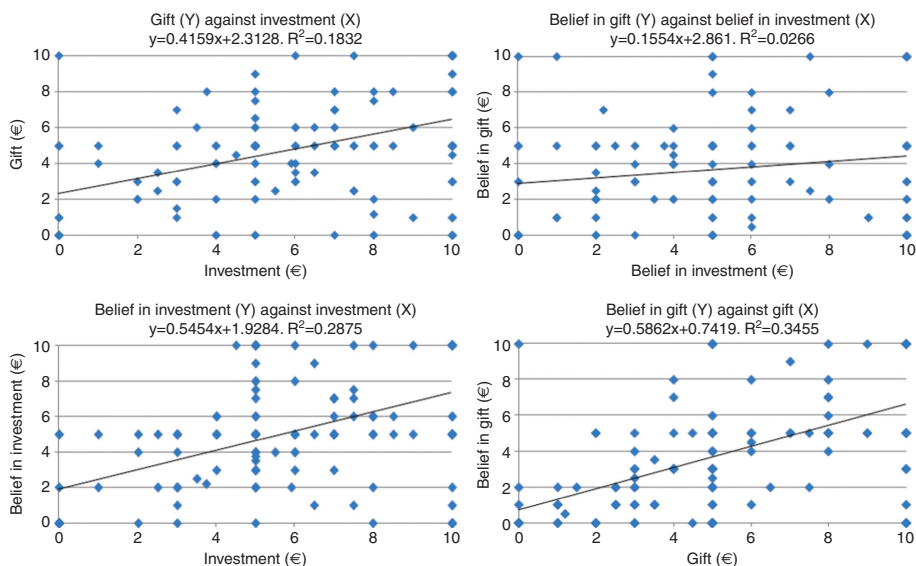 Gift (Y) against investment (X)
y=0.4159x+2.3128. R²=0.1832
10
8
6
4
2
0
Gift (€)
0 2 4 6 8 10
Investment (€)
Belief in gift (Y) against belief in investment (X)
y=0.1554x+2.861. R²=0.0266
10
8
6
4
2
0
Belief in gift (€)
0 2 4 6 8 10
Belief in investment (€)
Belief in investment (Y) against investment (X)
y=0.5454x+1.9284. R²=0.2875
10
8
6
4
2
0
Belief in investment (€)
0 2 4 6 8 10
Investment (€)
Belief in gift (Y) against gift (X)
y=0.5862x+0.7419. R²=0.3455
10
8
6
4
2
0
Belief in gift (€)
0 2 4 6 8 10
Gift (€)